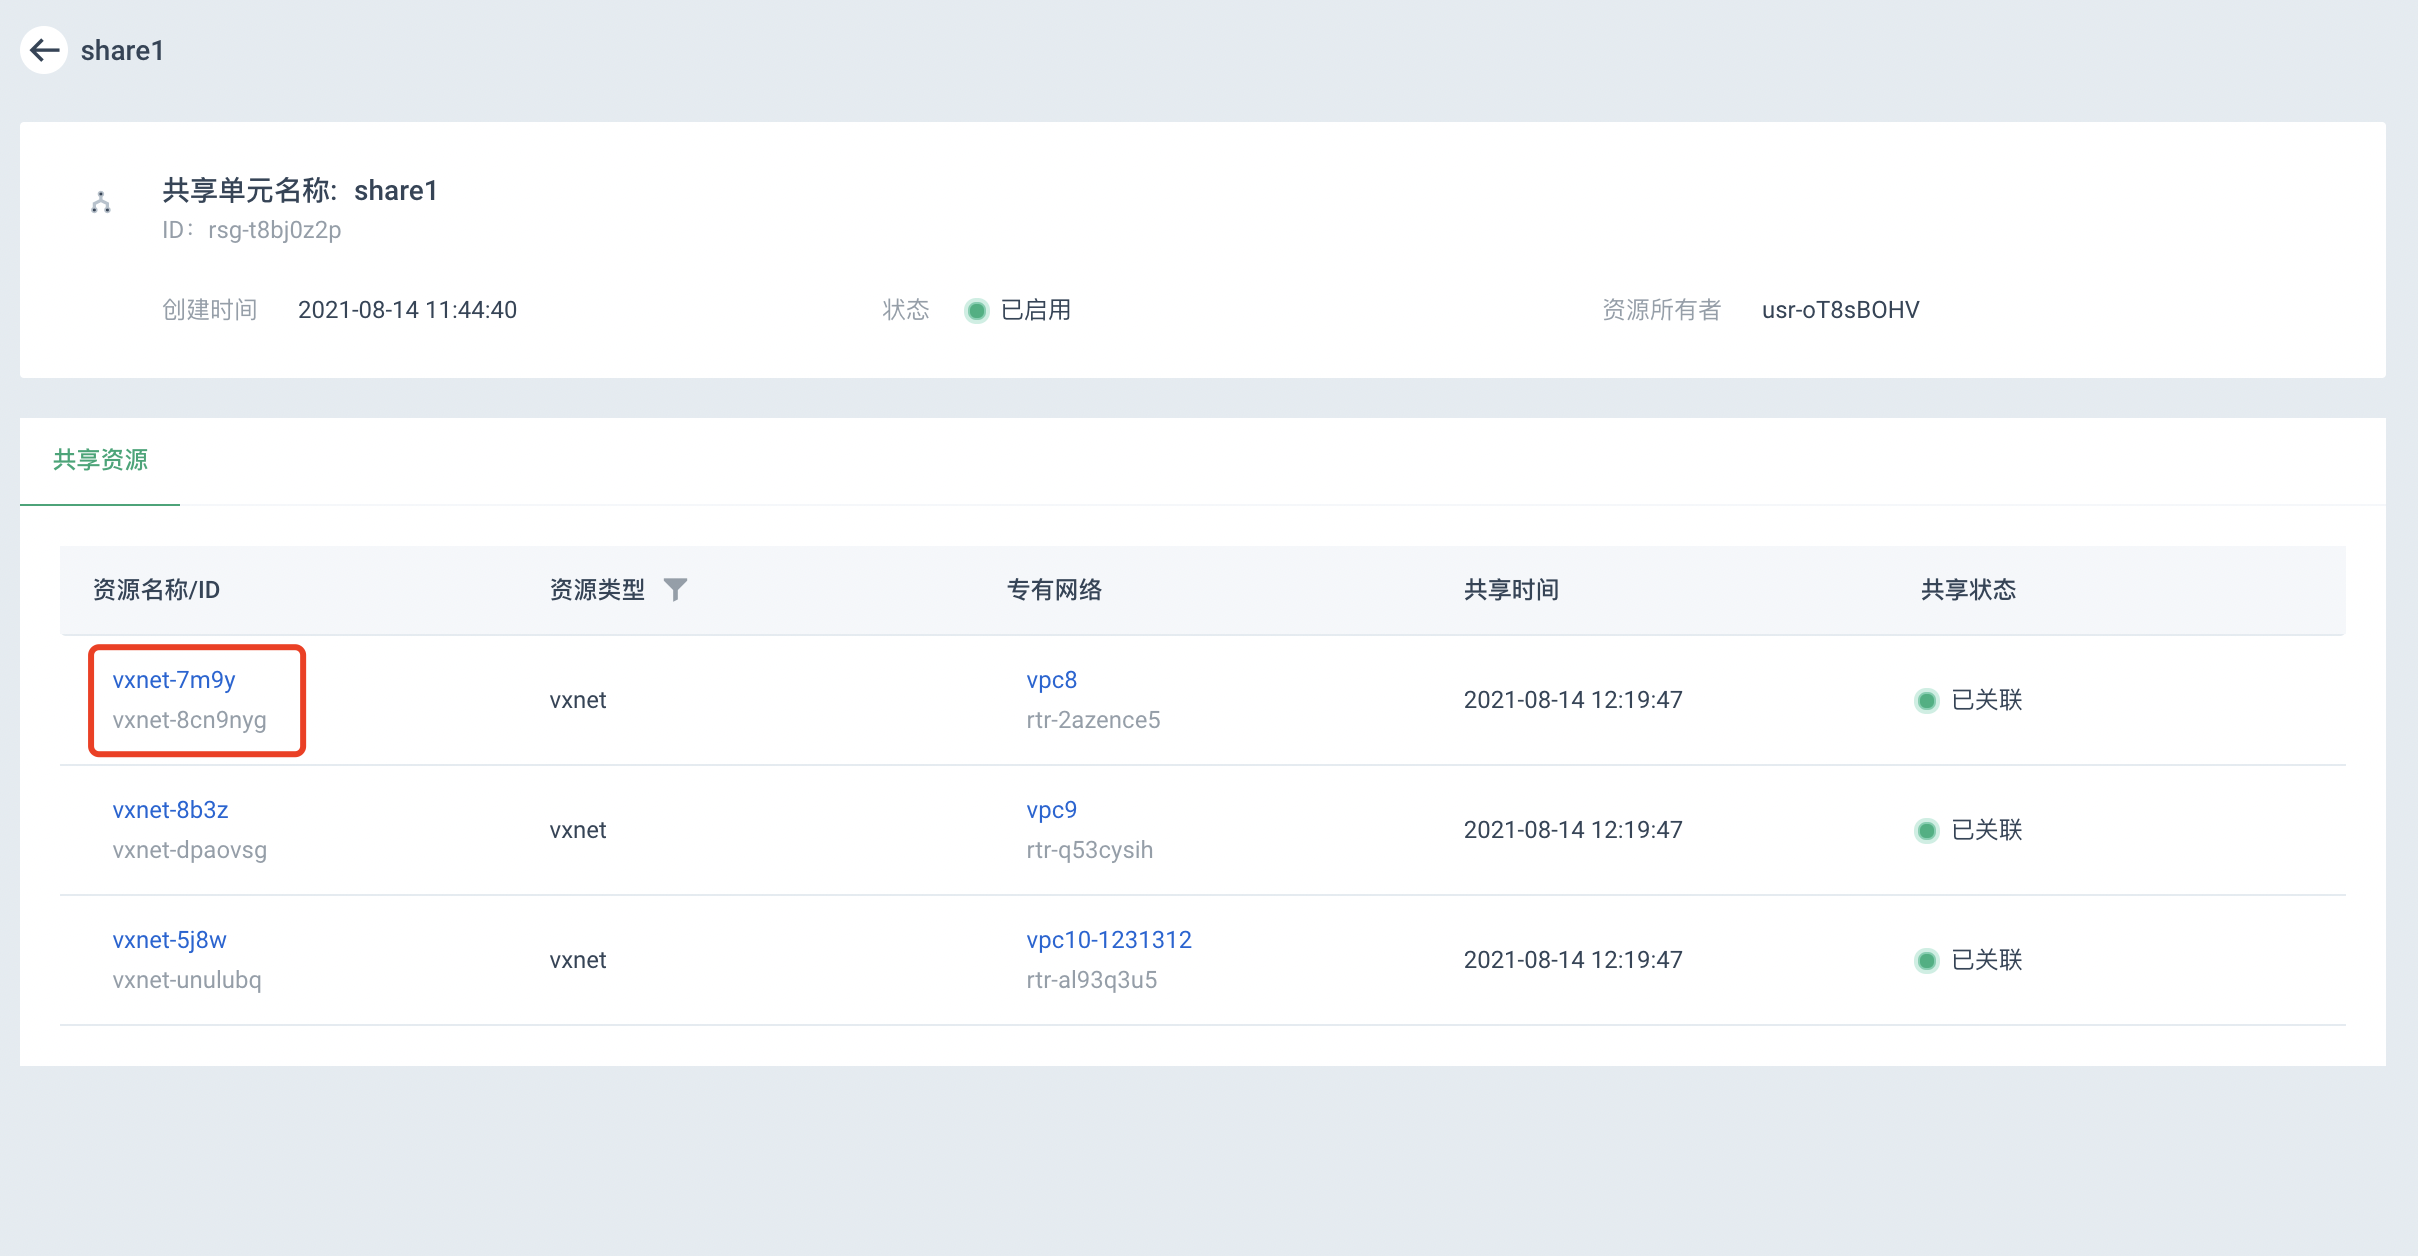 share1
共享单元名称: share1
ID: rsg-t8bj0z2p
创建时间 2021-08-14 11:44:40 状态 已启用 资源所有者 usr-oT8sBOHV
共享资源
资源名称/ID 资源类型 专有网络 共享时间 共享状态
vxnet-7m9y
vxnet-8cn9nyg
vxnet
vpc8
rtr-2azence5
2021-08-14 12:19:47
已关联
vxnet-8b3z
vxnet-dpaovsg
vxnet
vpc9
rtr-q53cysih
2021-08-14 12:19:47
已关联
vxnet-5j8w
vxnet-unulubq
vxnet
vpc10-1231312
rtr-al93q3u5
2021-08-14 12:19:47
已关联